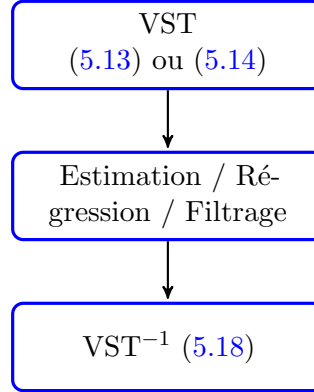 VST
(5.13) ou (5.14)
Estimation / Ré-
gression / Filtrage
VST⁻¹ (5.18)